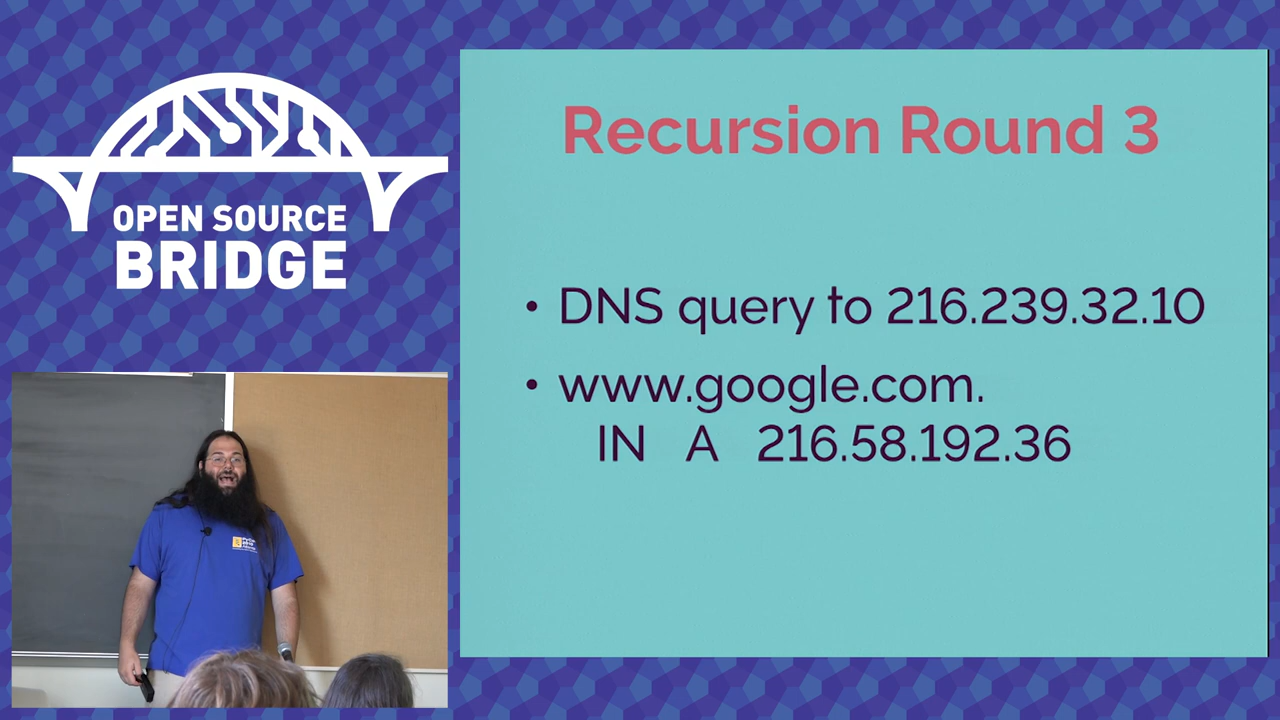 OPEN SOURCE
BRIDGE
Recursion Round 3
• DNS query to 216.239.32.10
• www.google.com.
IN A 216.58.192.36